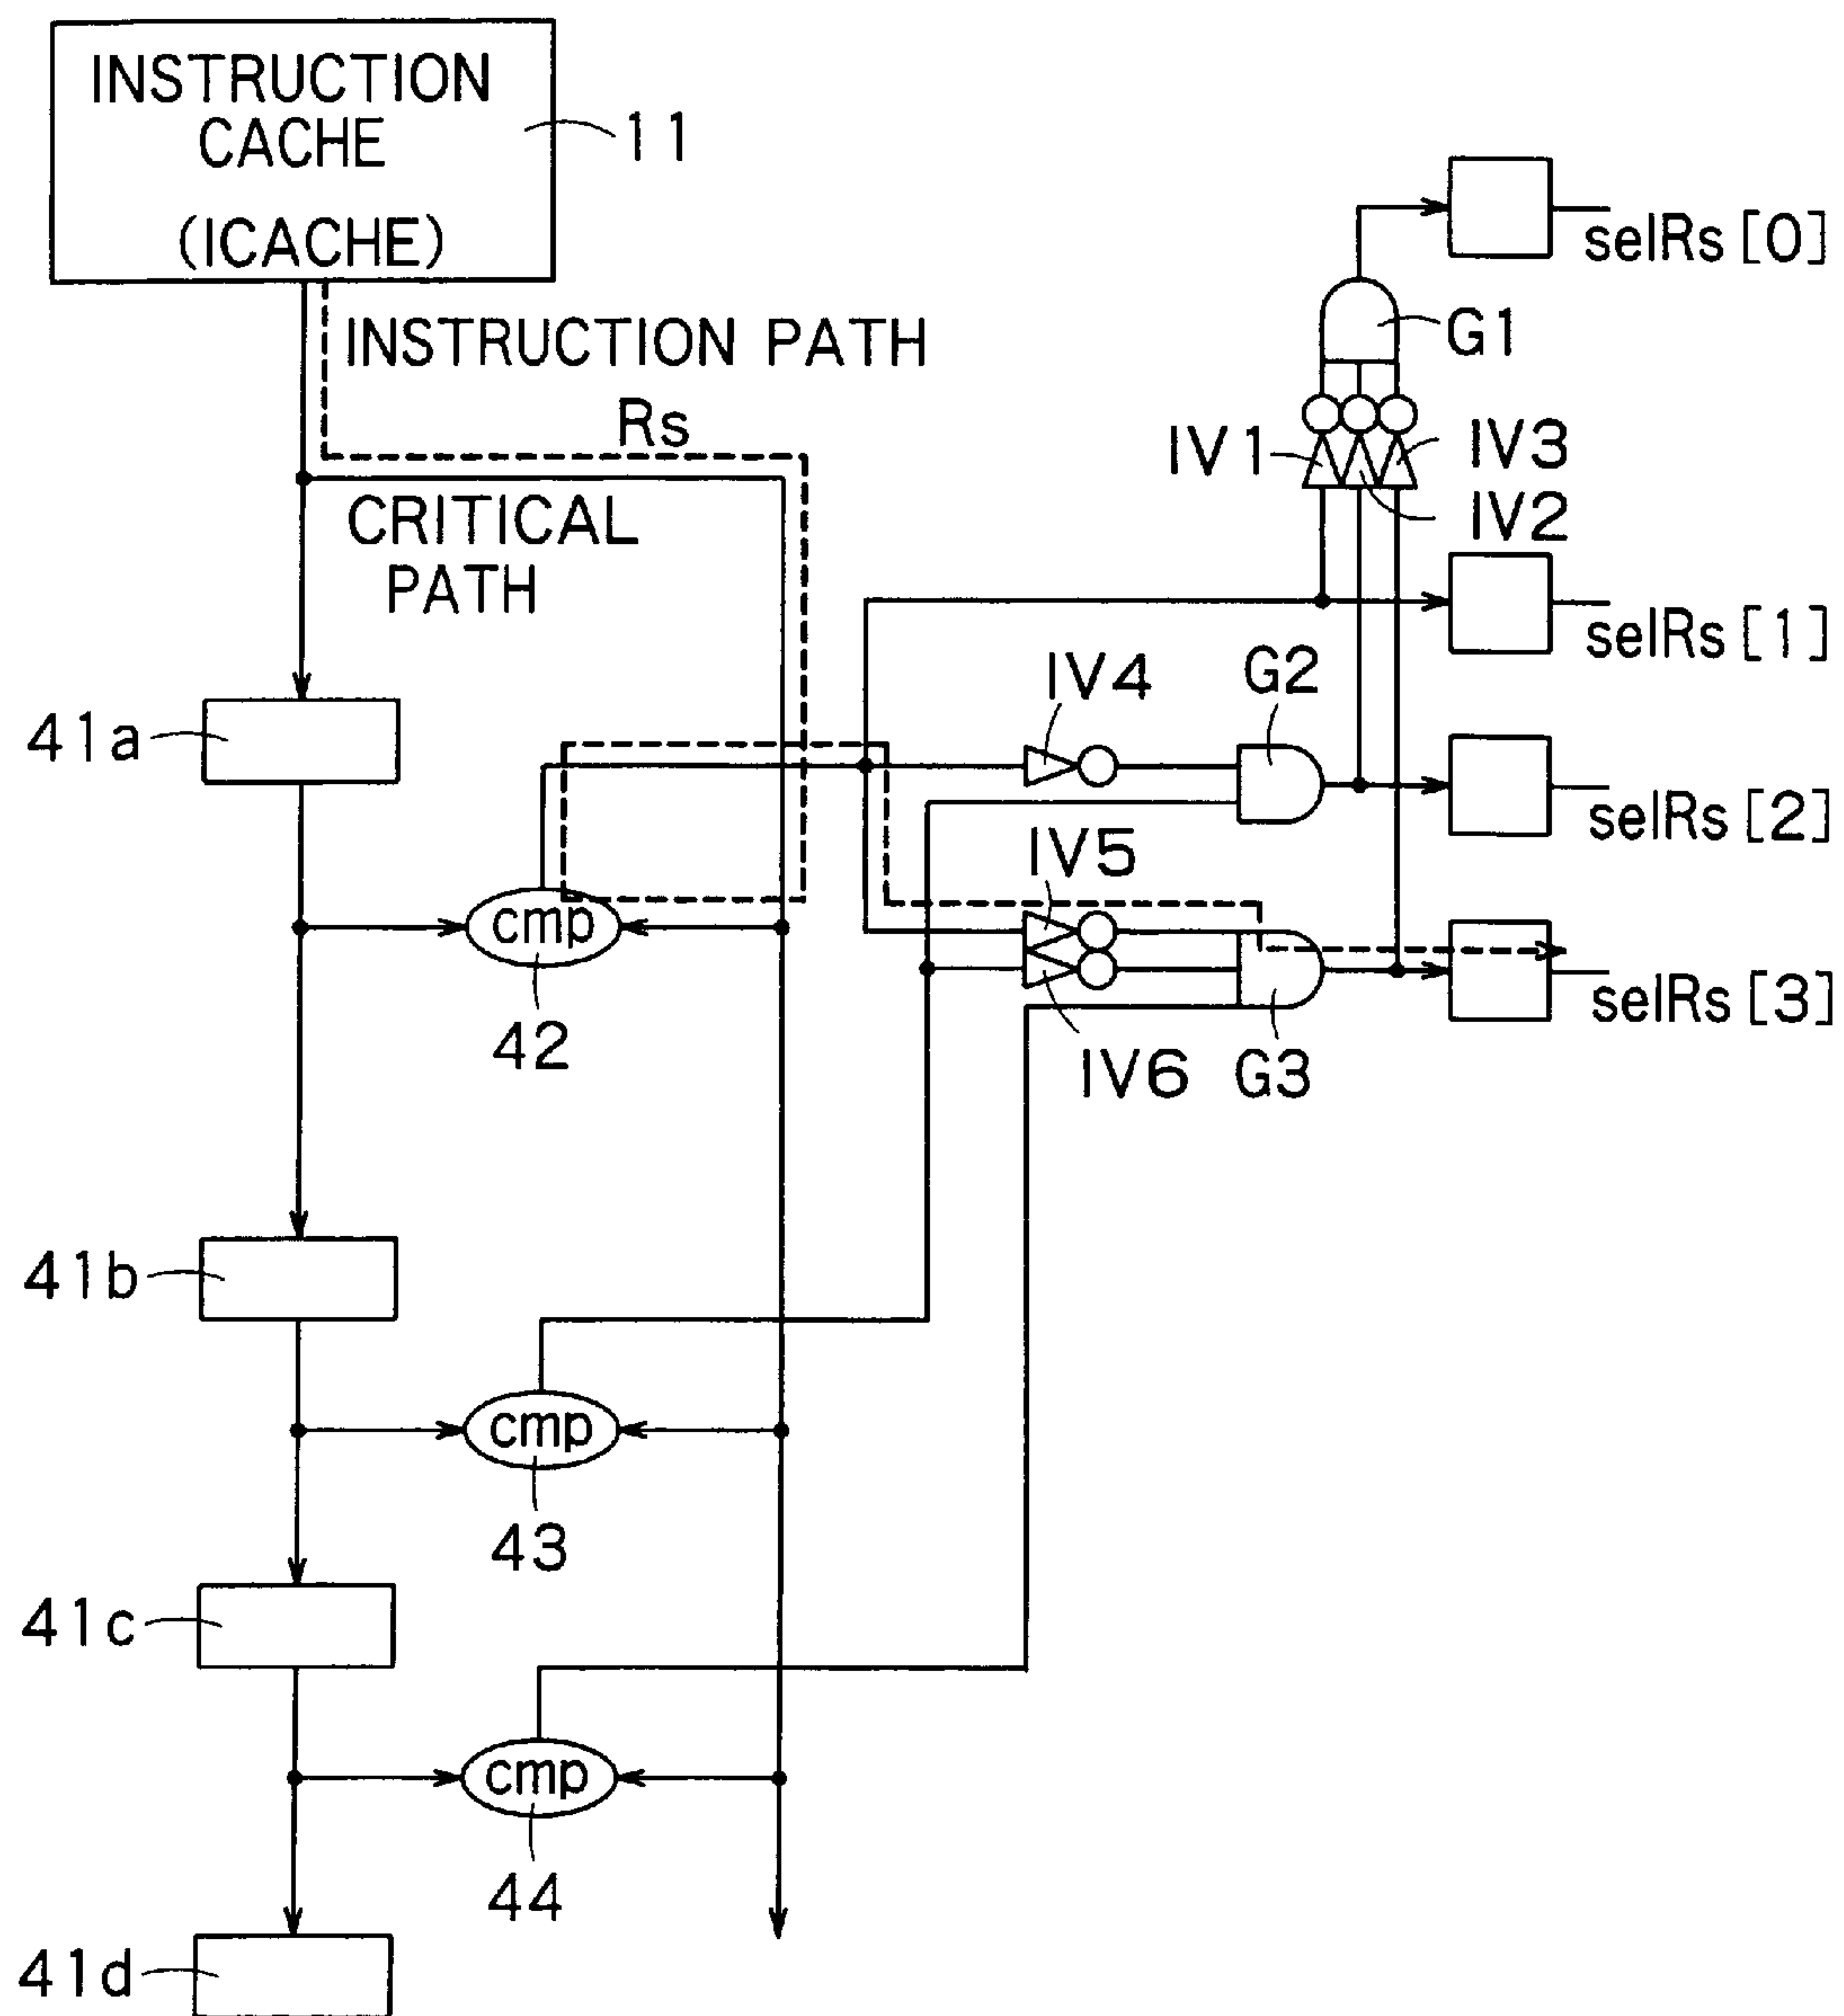 INSTRUCTION
CACHE
(ICACHE)
11
INSTRUCTION PATH
Rs
CRITICAL
PATH
selRs [0]
G1
IV1
IV3
IV2
selRs [1]
41a
IV4
G2
selRs [2]
IV5
cmp
42
selRs [3]
IV6
G3
41b
cmp
43
41c
cmp
44
41d